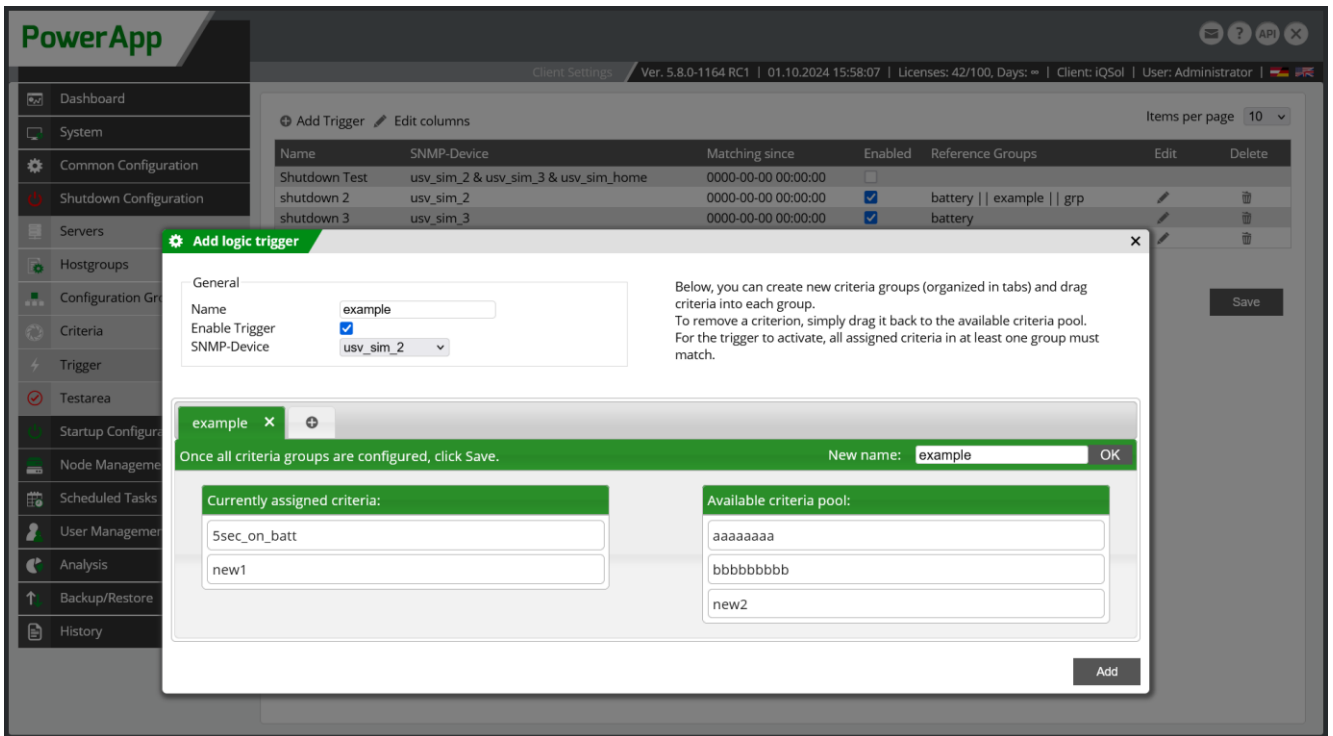 PowerApp
API
Client Settings Ver. 5.8.0-1164 RC1 | 01.10.2024 15:58:07 | Licenses: 42/100, Days: ∞ | Client: iQSol | User: Administrator |
Dashboard
System
Common Configuration
Shutdown Configuration
Servers
Hostgroups
Configuration Gro
Criteria
Trigger
Testarea
Startup Configura
Node Manageme
Scheduled Tasks
User Managemen
Analysis
Backup/Restore
History
Add Trigger Edit columns Items per page 10
Name SNMP-Device Matching since Enabled Reference Groups Edit Delete
Shutdown Test usv_sim_2 & usv_sim_3 & usv_sim_home 0000-00-00 00:00:00
shutdown 2 usv_sim_2 0000-00-00 00:00:00 battery || example || grp
shutdown 3 usv_sim_3 0000-00-00 00:00:00 battery
Save
Add logic trigger
General
Name example
Enable Trigger
SNMP-Device usv_sim_2
Below, you can create new criteria groups (organized in tabs) and drag
criteria into each group.
To remove a criterion, simply drag it back to the available criteria pool.
For the trigger to activate, all assigned criteria in at least one group must
match.
example
Once all criteria groups are configured, click Save. New name: example OK
Currently assigned criteria:
5sec_on_batt
new1
Available criteria pool:
aaaaaaaa
bbbbbbbbb
new2
Add